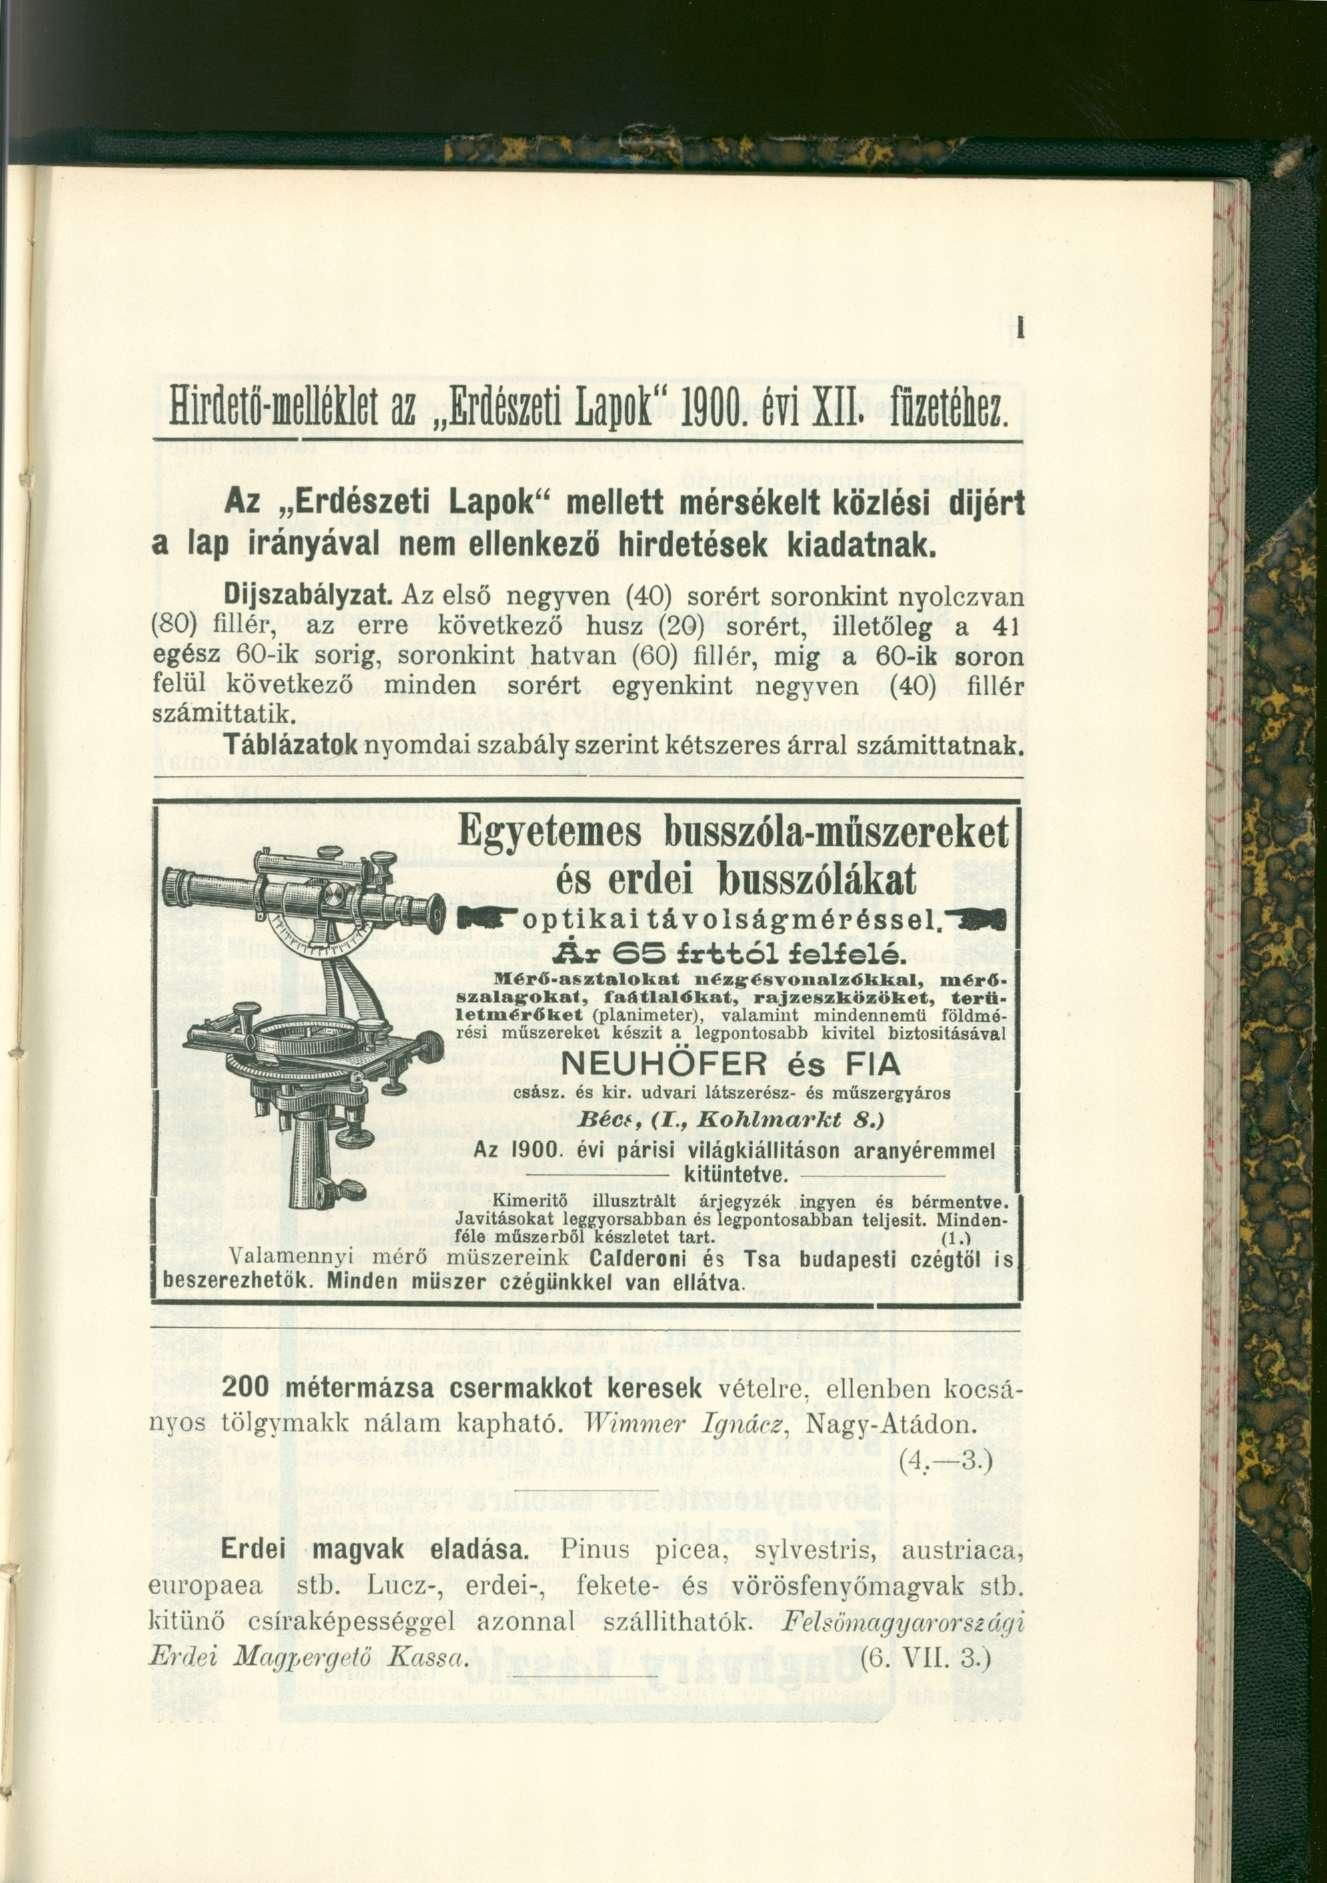 1
Hirdető-melléklet az „Erdészeti Lapok“ 1900. évi XII. füzetéhez.
Az „Erdészeti Lapok“ mellett mérsékelt közlési dijért
a lap irányával nem ellenkező hirdetések kiadatnak.
Dijszabályzat. Az első negyven (40) sorért soronkint nyolczvan
(80) fillér, az erre következő husz (20) sorért, illetőleg a 41
egész 60-ik sorig, soronkint hatvan (60) fillér, mig a 60-ik soron
felül következő minden sorért egyenkint negyven (40) fillér
számittatik.
Táblázatok nyomdai szabály szerint kétszeres árral számittatnak.
Egyetemes busszóla-műszereket
és erdei busszólákat
optikai távolságméréssel.
Ár 65 frttól felfelé.
Mérő-asztalokat nézgésvonalzókkal, mérő-
szalagokat, faátlalókat, rajzeszközöket, terü-
letmérőket (planimeter), valamint mindennemü földmé-
rési műszereket készit a legpontosabb kivitel biztositásával
NEUHÖFER és FIA
csász. és kir. udvari látszerész- és műszergyáros
Bécs, (I., Kohlmarkt 8.)
Az 1900. évi párisi világkiállitáson aranyéremmel
kitüntetve.
Kimeritő illusztrált árjegyzék ingyen és bérmentve.
Javitásokat leggyorsabban és legpontosabban teljesit. Minden-
féle műszerből készletet tart. (1.)
Valamennyi mérő müszereink Calderoni és Tsa budapesti czégtől is
beszerezhetők. Minden müszer czégünkkel van ellátva.
200 métermázsa csermakkot keresek vételre, ellenben kocsá-
nyos tölgymakk nálam kapható. Wimmer Ignácz, Nagy-Atádon.
(4.—3.)
Erdei magvak eladása. Pinus picea, sylvestris, austriaca,
europaea stb. Lucz-, erdei-, fekete- és vörösfenyőmagvak stb.
kitünő csíraképességgel azonnal szállithatók. Felsőmagyarországi
Erdei Magpergető Kassa. (6. VII. 3.)